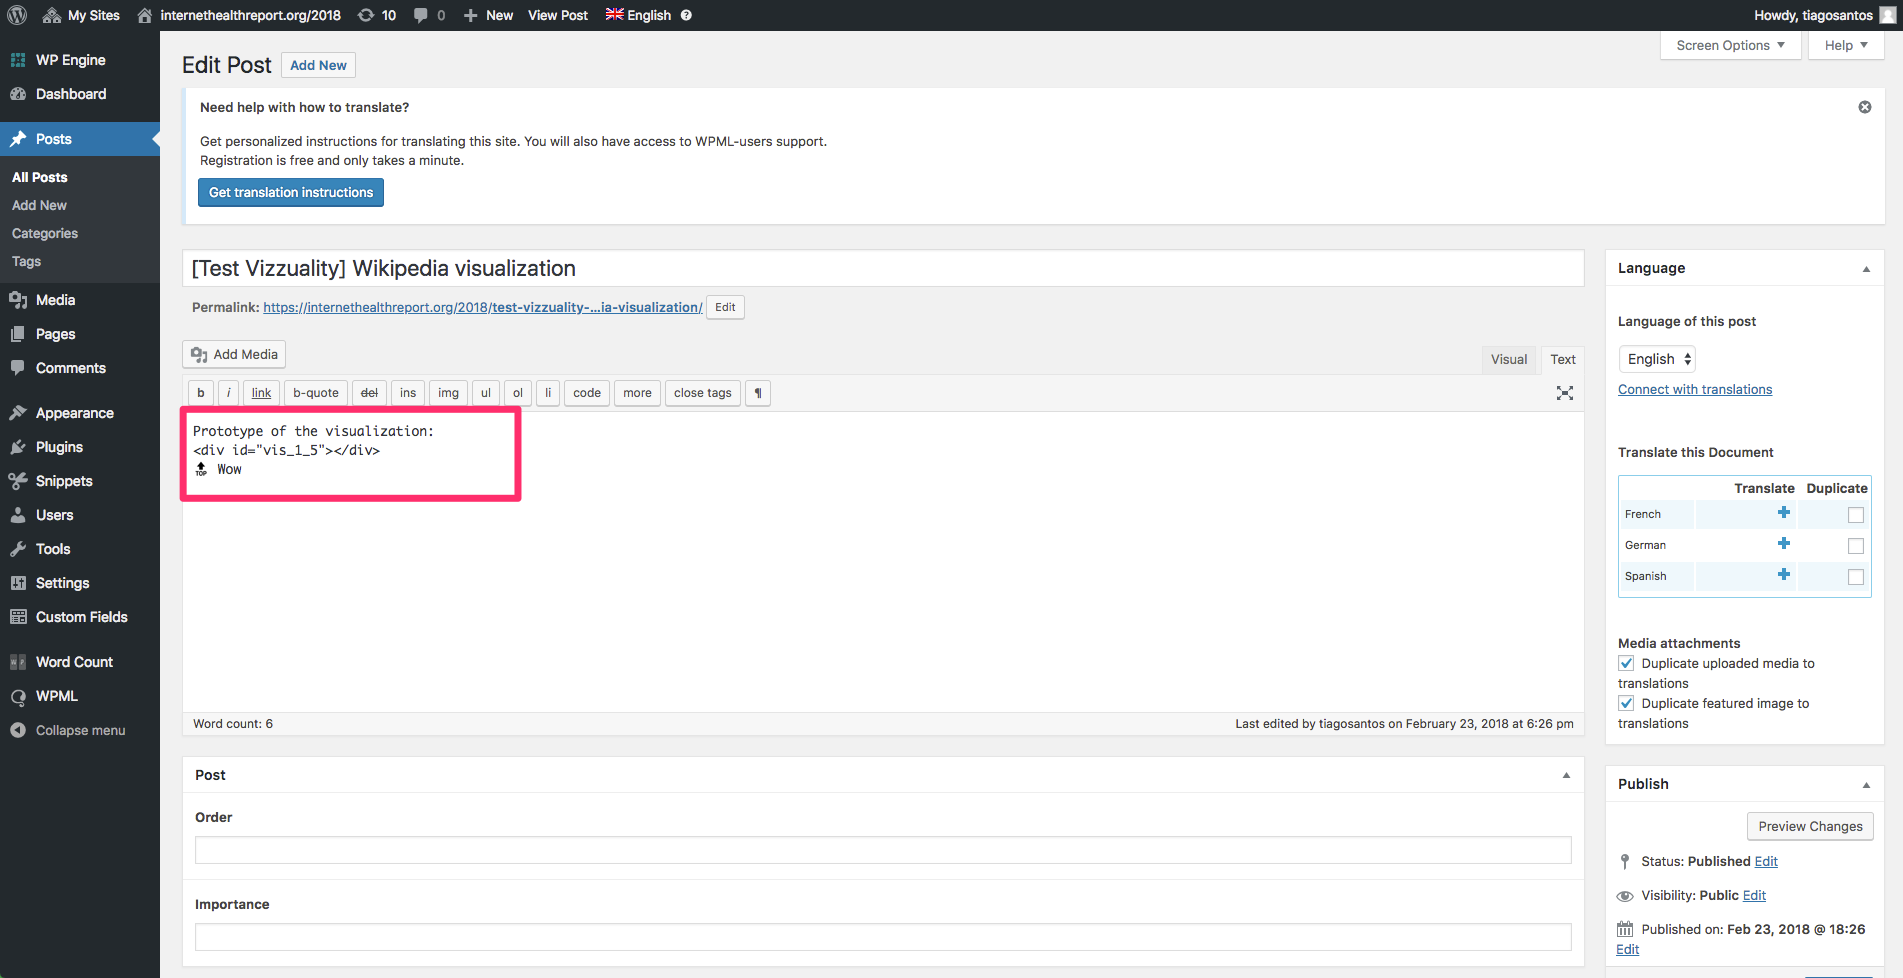 My Sites internethealthreport.org/2018 10 0 New View Post English Howdy, tiagosantos
WP Engine
Dashboard
Posts
All Posts
Add New
Categories
Tags
Media
Pages
Comments
Appearance
Plugins
Snippets
Users
Tools
Settings
Custom Fields
Word Count
WPML
Collapse menu
Screen Options Help
Edit Post Add New
Need help with how to translate?
Get personalized instructions for translating this site. You will also have access to WPML-users support.
Registration is free and only takes a minute.
Get translation instructions
[Test Vizzuality] Wikipedia visualization
Permalink: https://internethealthreport.org/2018/test-vizzuality-...ia-visualization/ Edit
Add Media Visual Text
b i link b-quote del ins img ul ol li code more close tags ¶
Prototype of the visualization:
<div id="vis_1_5"></div>
TOP Wow
Word count: 6 Last edited by tiagosantos on February 23, 2018 at 6:26 pm
Post
Order
Importance
Language
Language of this post
English
Connect with translations
Translate this Document
Translate Duplicate
French
German
Spanish
Media attachments
Duplicate uploaded media to
translations
Duplicate featured image to
translations
Publish
Preview Changes
Status: Published Edit
Visibility: Public Edit
Published on: Feb 23, 2018 @ 18:26
Edit